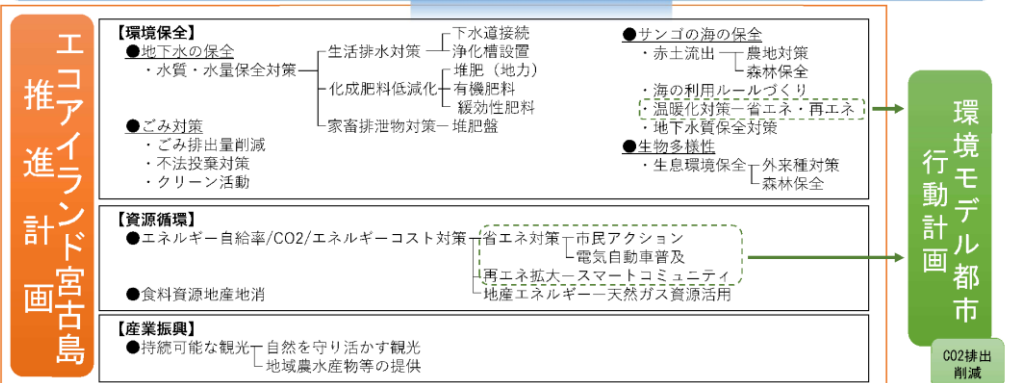 エコアイランド宮古島
推進計画
【環境保全】
●地下水の保全
・水質・水量保全対策
生活排水対策
下水道接続
浄化槽設置
化成肥料低減化
堆肥（地力）
有機肥料
緩効性肥料
家畜排泄物対策
堆肥盤
●ごみ対策
・ごみ排出量削減
・不法投棄対策
・クリーン活動
●サンゴの海の保全
・赤土流出
農地対策
森林保全
・海の利用ルールづくり
・温暖化対策―省エネ・再エネ
・地下水質保全対策
●生物多様性
・生息環境保全
外来種対策
森林保全
【資源循環】
●エネルギー自給率/CO2/エネルギーコスト対策
省エネ対策
市民アクション
電気自動車普及
再エネ拡大―スマートコミュニティ
地産エネルギー―天然ガス資源活用
●食料資源地産地消
【産業振興】
●持続可能な観光
自然を守り活かす観光
地域農水産物等の提供
環境モデル都市
行動計画
CO2排出
削減